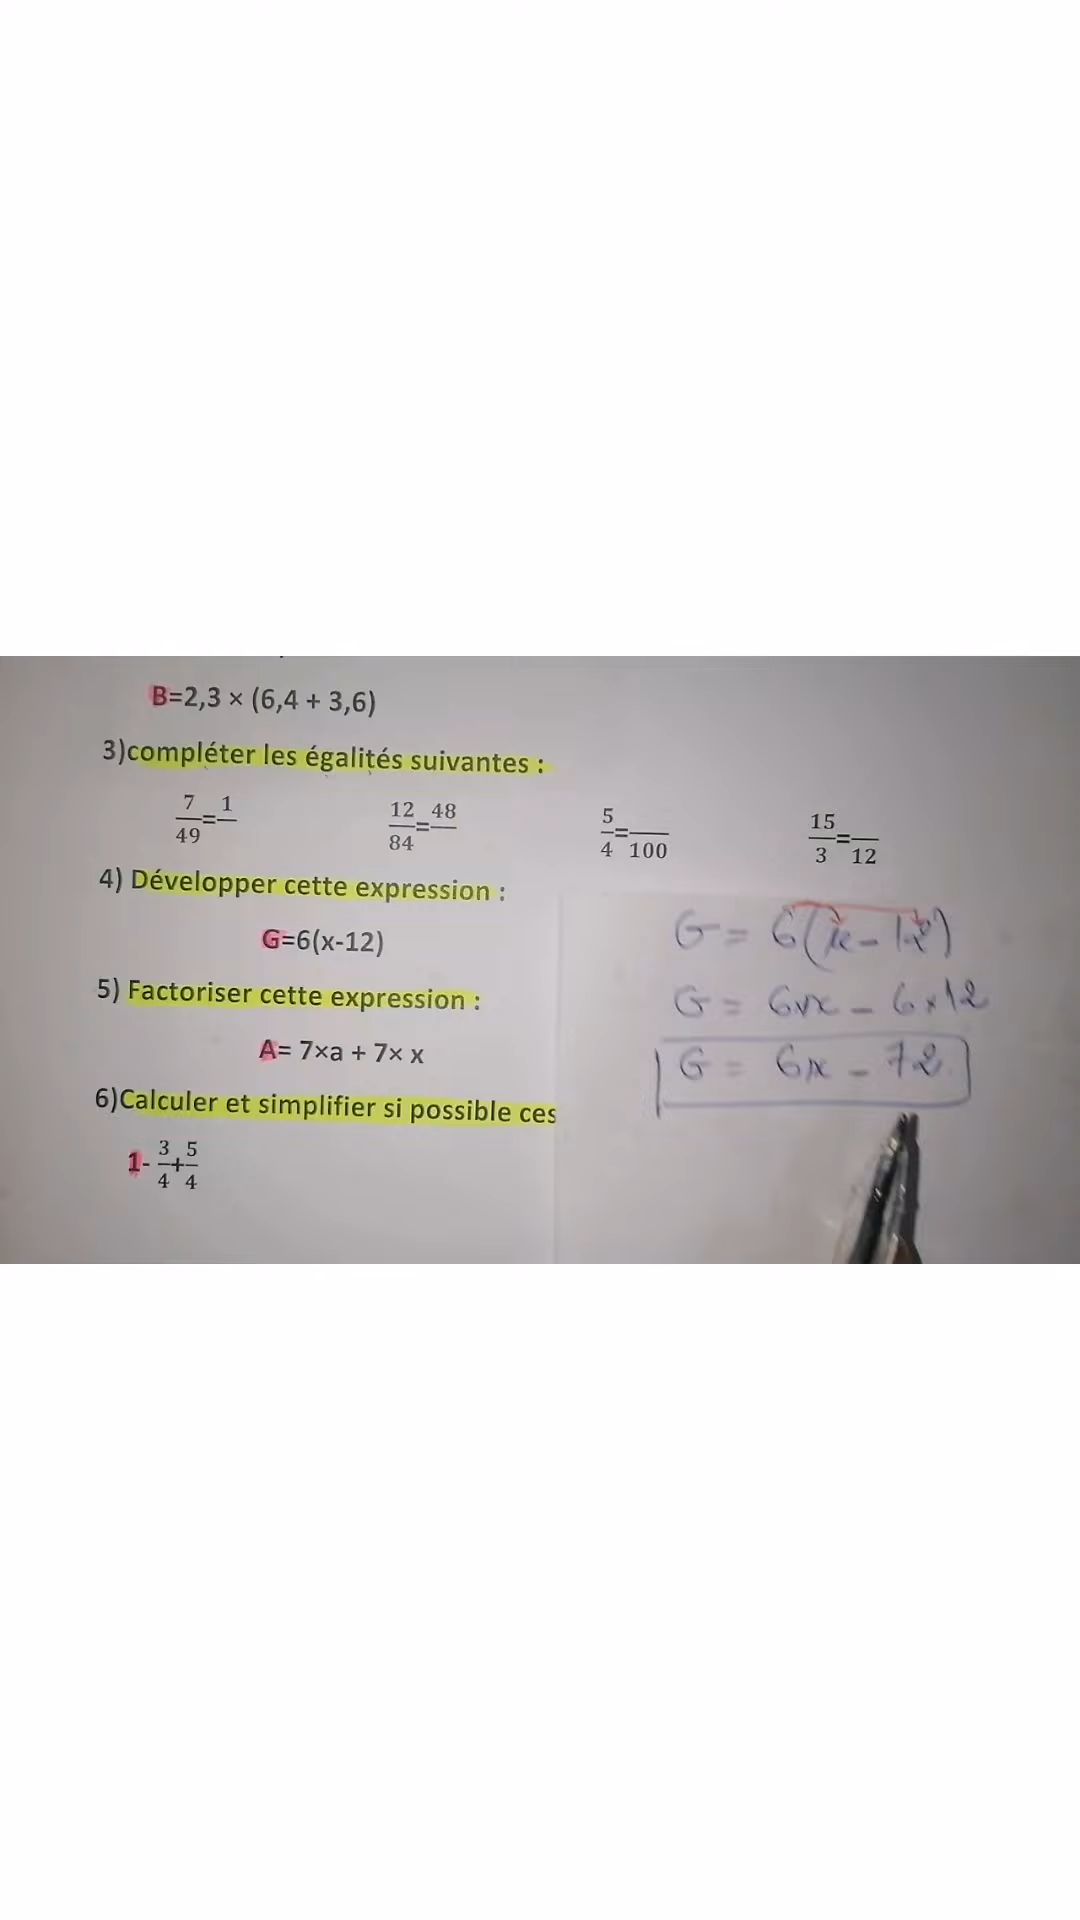 B=2,3 × (6,4 + 3,6)
3)compléter les égalités suivantes :
7/49=1/ 12/84=48/ 5/4=/100 15/3=/12
4) Développer cette expression :
G=6(x-12)
5) Factoriser cette expression :
A= 7×a + 7× x
6)Calculer et simplifier si possible ces
1- 3/4+5/4
G = 6(x - 12)
G = 6×x - 6×12
G = 6x - 72